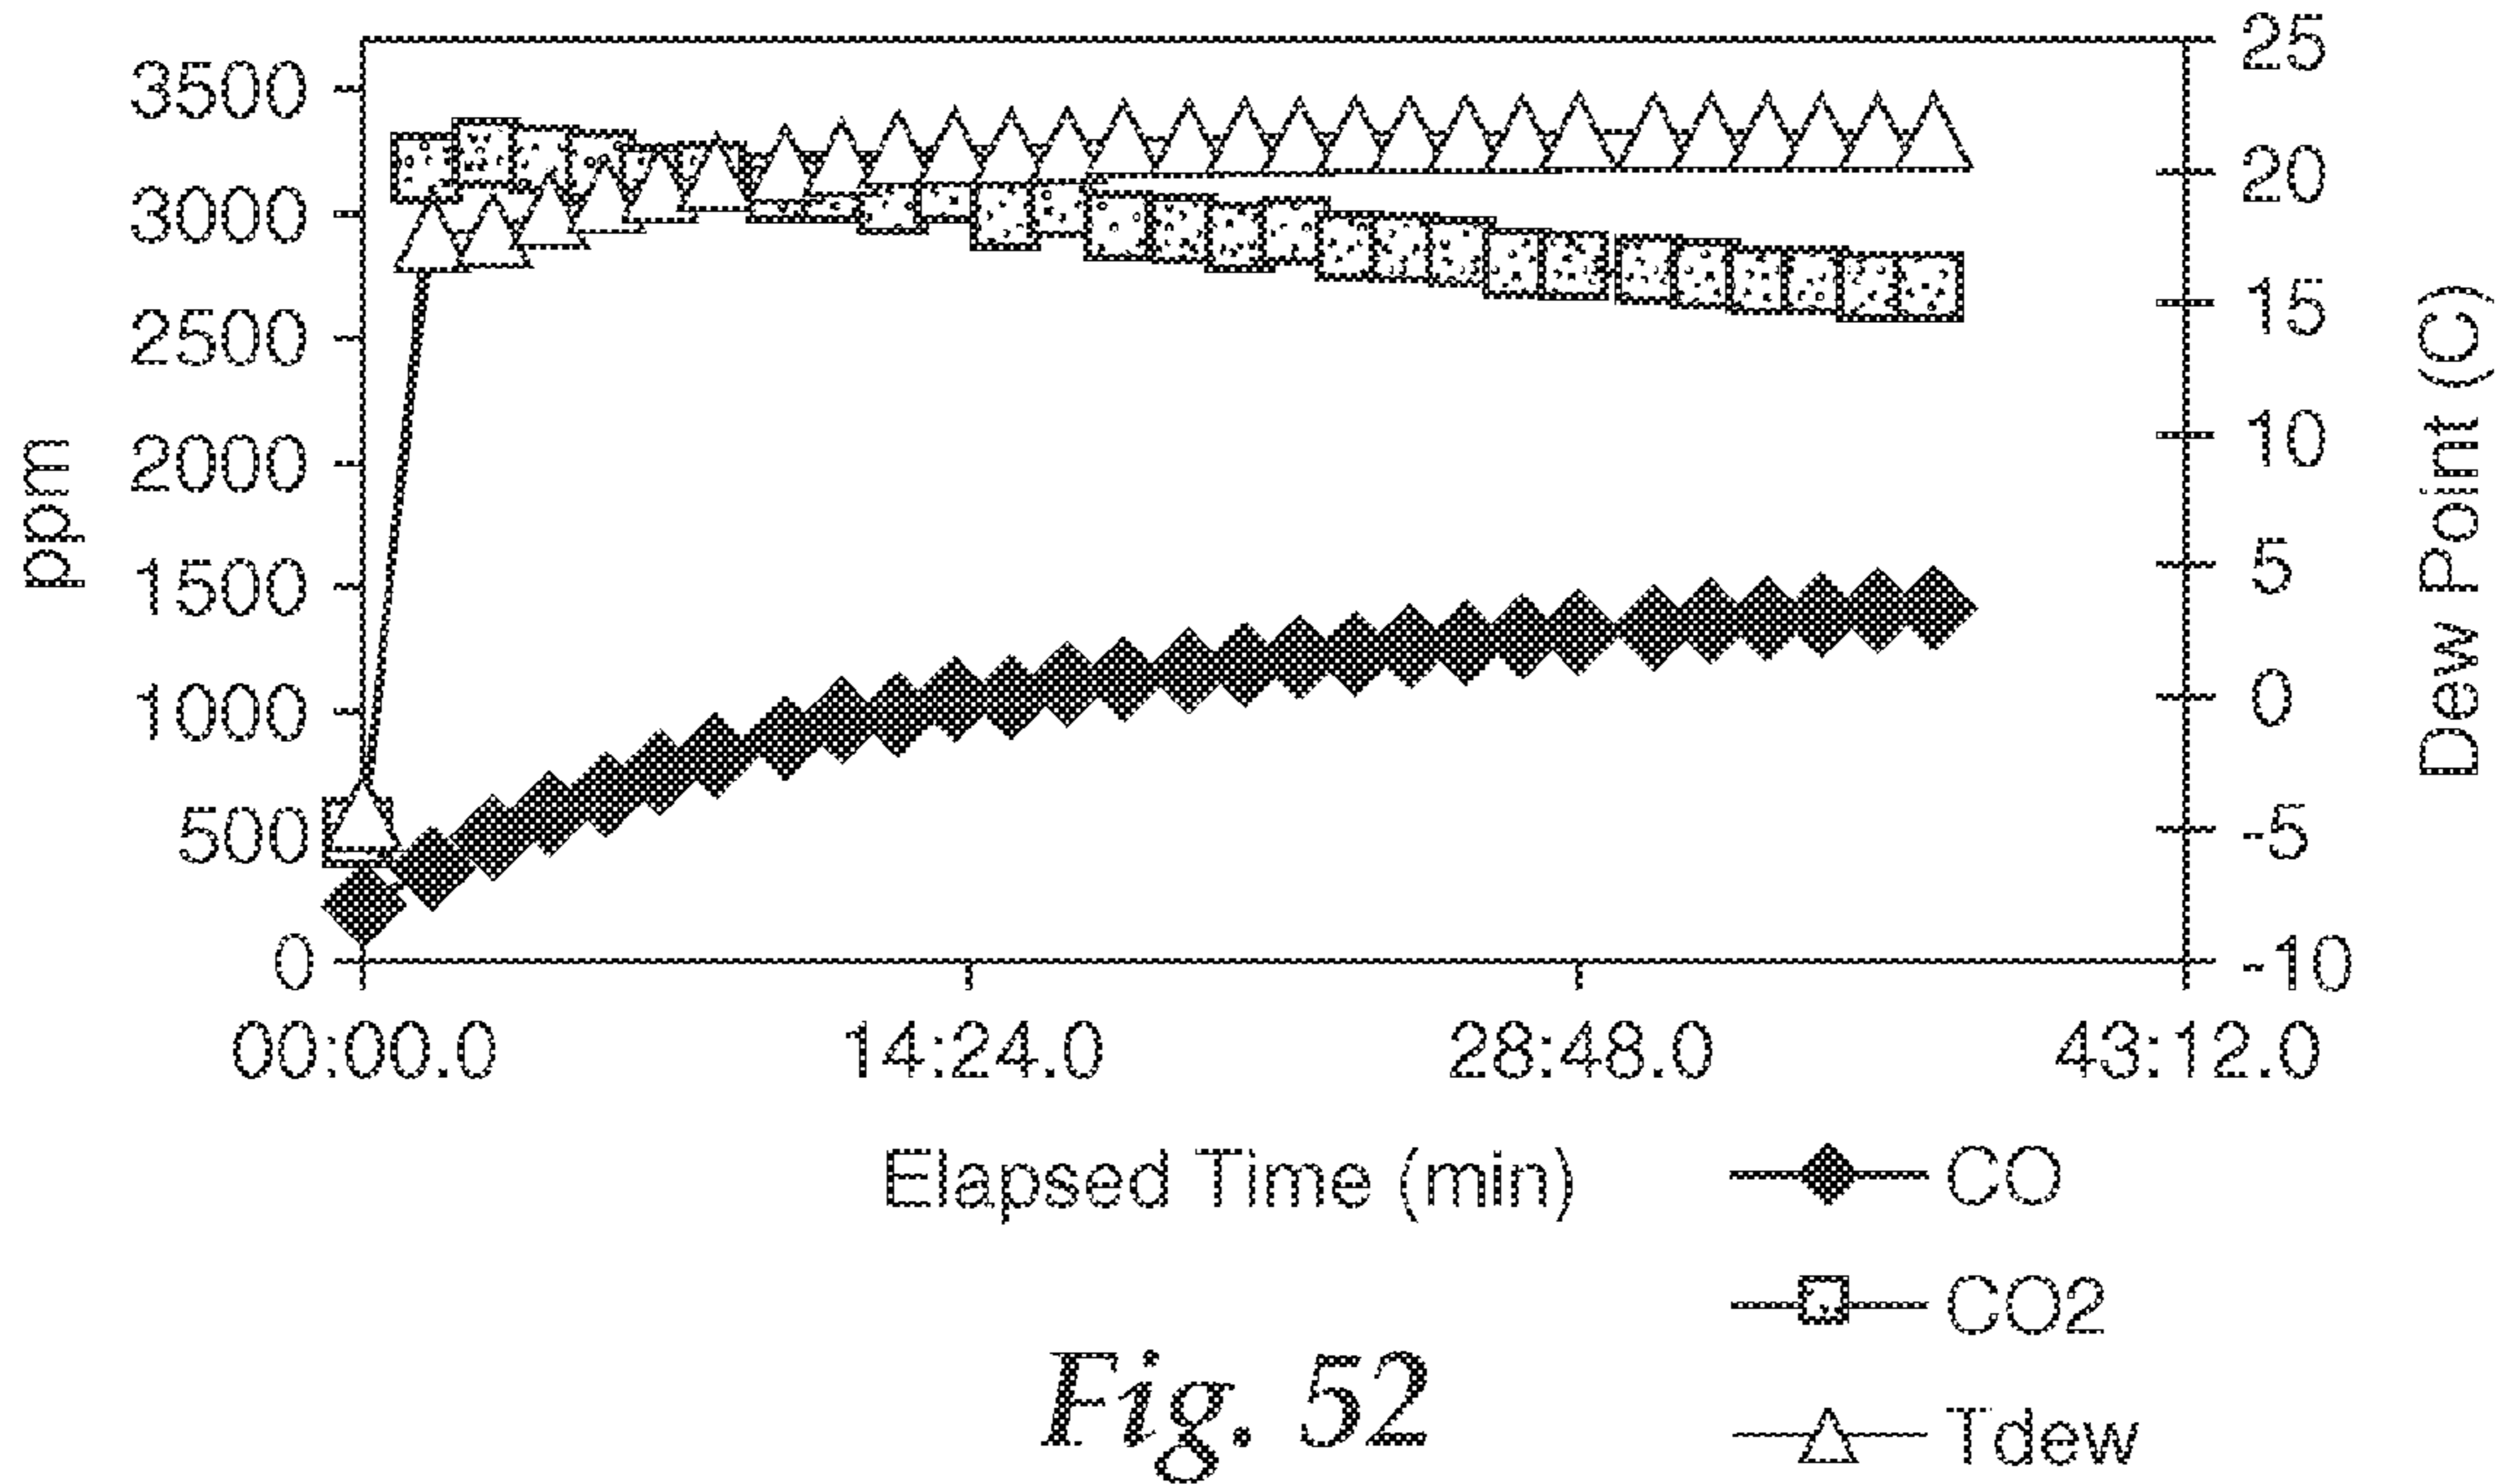 3500
3000
2500
2000
1500
1000
500
0
ppm
25
20
15
10
5
0
-5
-10
Dew Point (C)
00:00.0 14:24.0 28:48.0 43:12.0
Elapsed Time (min)
CO
CO2
Tdew
Fig. 52